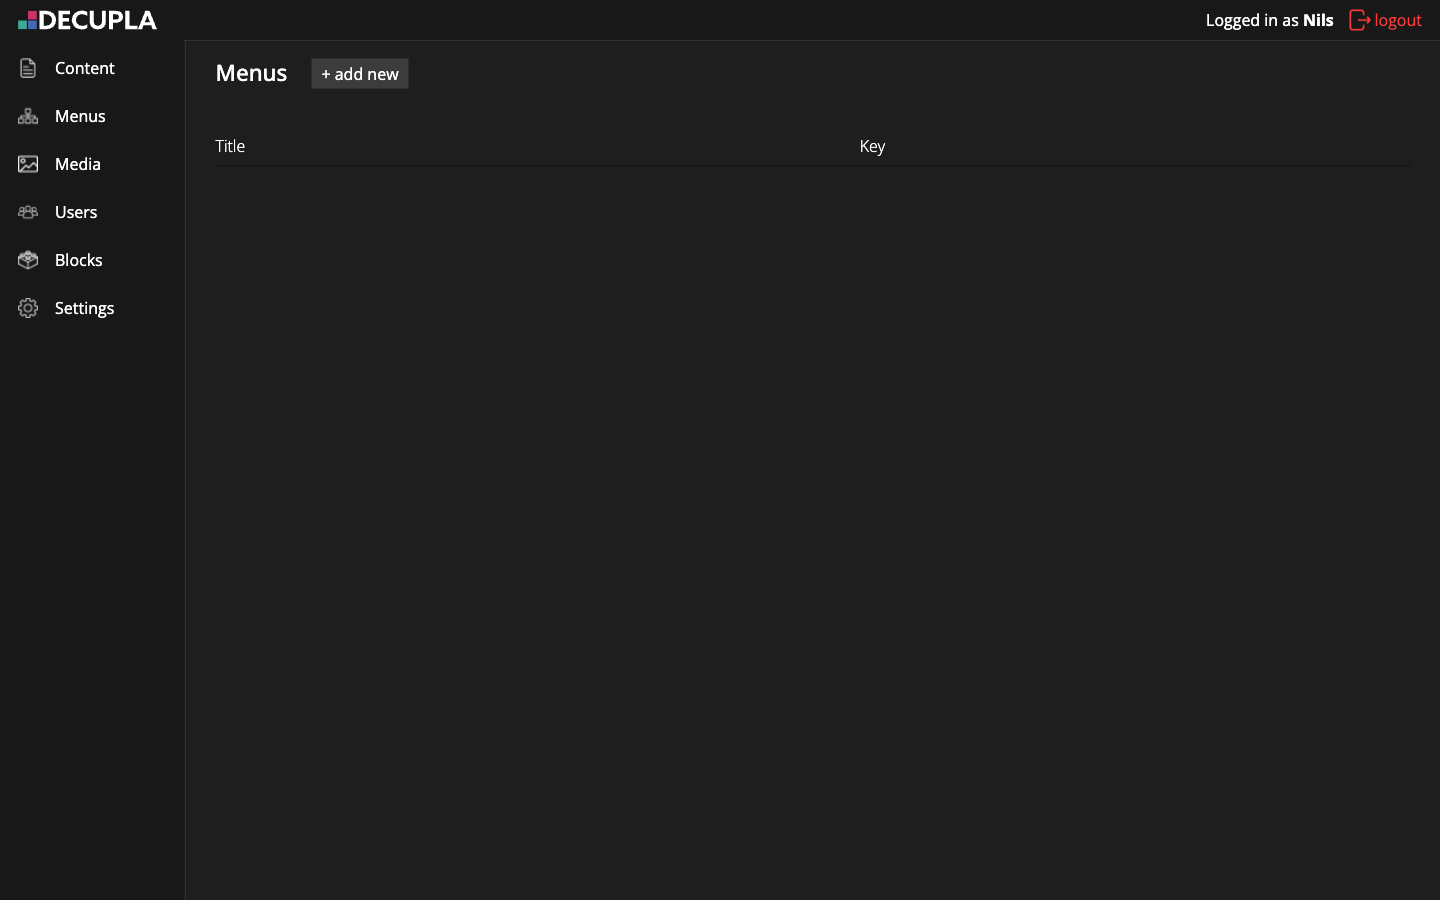 DECUPLA
Logged in as Nils logout
Content
Menus
Media
Users
Blocks
Settings
Menus + add new
Title Key